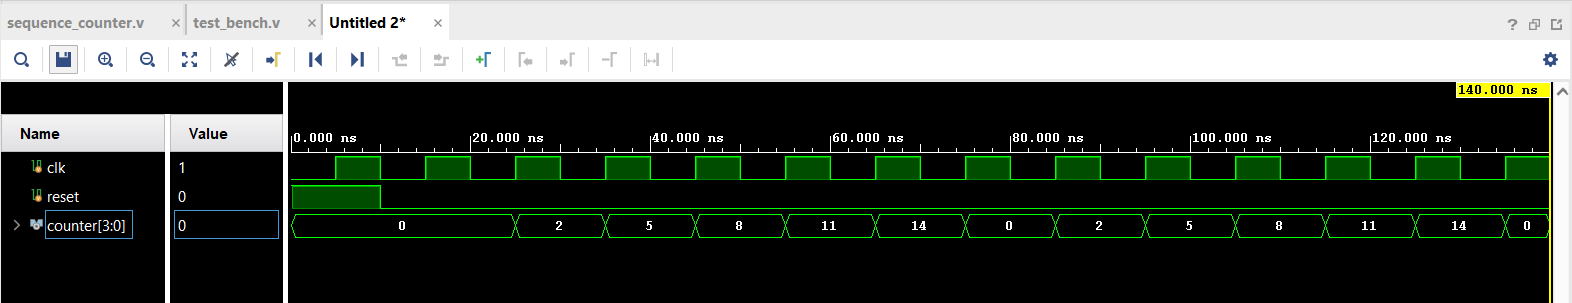 sequence_counter.v × test_bench.v × Untitled 2* ×
?
140.000 ns
Name Value
0.000 ns 20.000 ns 40.000 ns 60.000 ns 80.000 ns 100.000 ns 120.000 ns
clk 1
reset 0
counter[3:0] 0 0 2 5 8 11 14 0 2 5 8 11 14 0